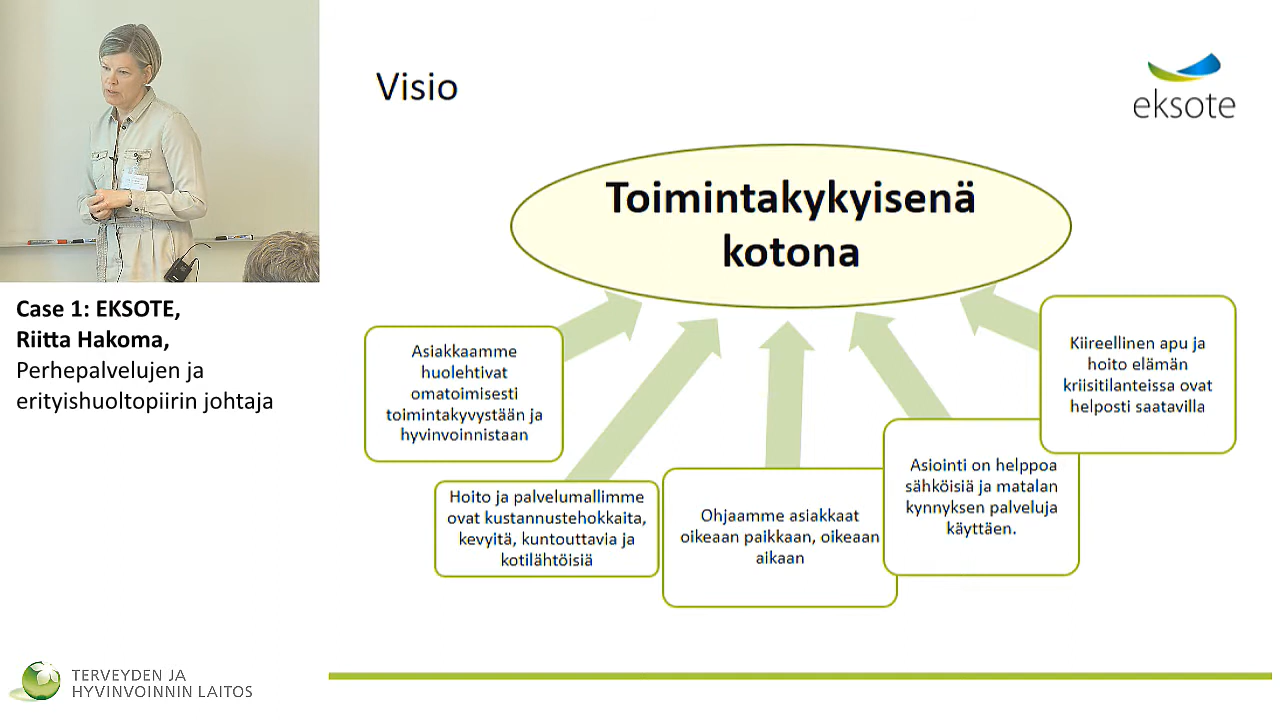 Visio
eksote
Toimintakykyisenä
kotona
Asiakkaamme
huolehtivat
omatoimisesti
toimintakyvystään ja
hyvinvoinnistaan
Hoito ja palvelumallimme
ovat kustannustehokkaita,
kevyitä, kuntouttavia ja
kotilähtöisiä
Ohjaamme asiakkaat
oikeaan paikkaan, oikeaan
aikaan
Asiointi on helppoa
sähköisiä ja matalan
kynnyksen palveluja
käyttäen.
Kiireellinen apu ja
hoito elämän
kriisitilanteissa ovat
helposti saatavilla
Case 1: EKSOTE,
Riitta Hakoma,
Perhepalvelujen ja
erityishuoltopiirin johtaja
TERVEYDEN JA
HYVINVOINNIN LAITOS